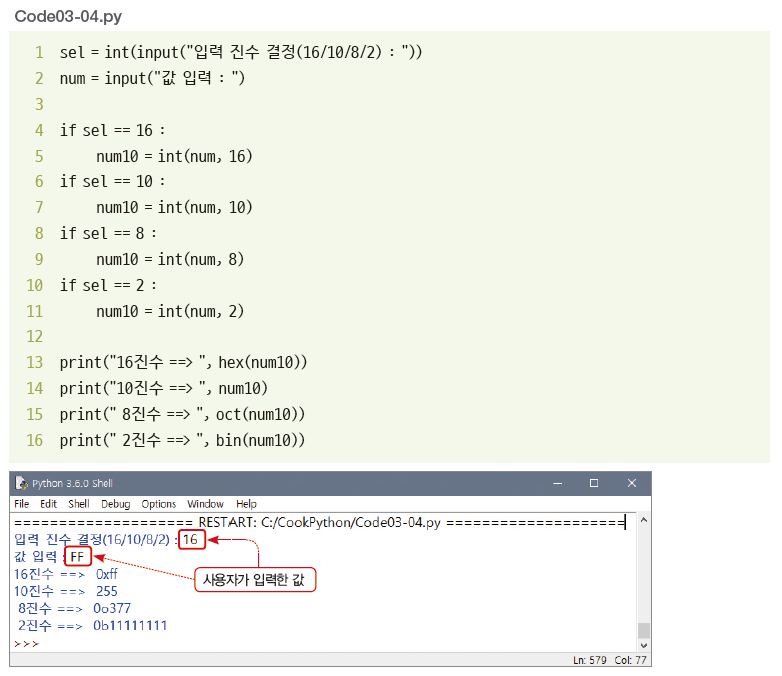 Code03-04.py
1 sel = int(input("입력 진수 결정(16/10/8/2) : "))
2 num = input("값 입력 : ")
3
4 if sel == 16 :
5     num10 = int(num, 16)
6 if sel == 10 :
7     num10 = int(num, 10)
8 if sel == 8 :
9     num10 = int(num, 8)
10 if sel == 2 :
11     num10 = int(num, 2)
12
13 print("16진수 ==> ", hex(num10))
14 print("10진수 ==> ", num10)
15 print(" 8진수 ==> ", oct(num10))
16 print(" 2진수 ==> ", bin(num10))
Python 3.6.0 Shell
File Edit Shell Debug Options Window Help
==================== RESTART: C:/CookPython/Code03-04.py ====================
입력 진수 결정(16/10/8/2) : 16
값 입력 : FF
사용자가 입력한 값
16진수 ==>  0xff
10진수 ==>  255
 8진수 ==>  0o377
 2진수 ==>  0b11111111
>>>
Ln: 579 Col: 77